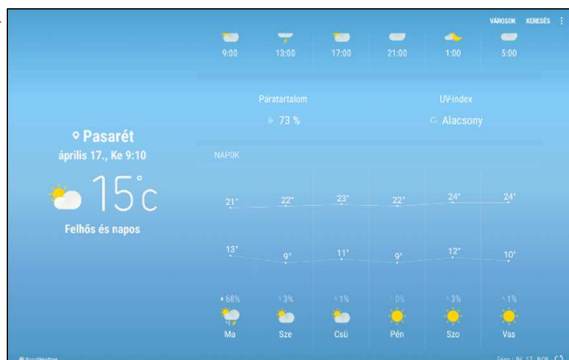 VÁROSOK KERESÉS
9:00 13:00 17:00 21:00 1:00 5:00
Páratartalom UV-index
73 % Alacsony
Pasarét
április 17., Ke 9:10
NAPOK
15°c
21° 22° 23° 22° 24° 24°
Felhős és napos
13° 9° 11° 9° 12° 10°
68% 3% 1% 0% 3% 1%
Ma Sze Csü Pén Szo Vas